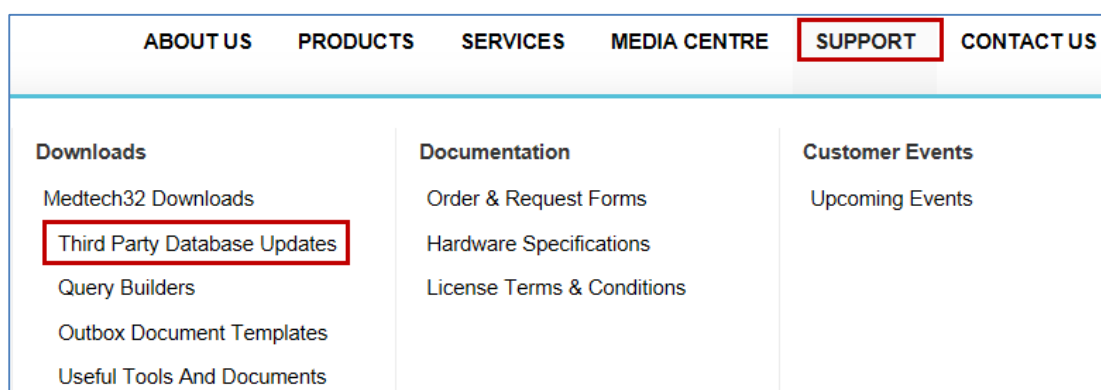 ABOUT US PRODUCTS SERVICES MEDIA CENTRE SUPPORT CONTACT US
Downloads
Medtech32 Downloads
Third Party Database Updates
Query Builders
Outbox Document Templates
Useful Tools And Documents
Documentation
Order & Request Forms
Hardware Specifications
License Terms & Conditions
Customer Events
Upcoming Events